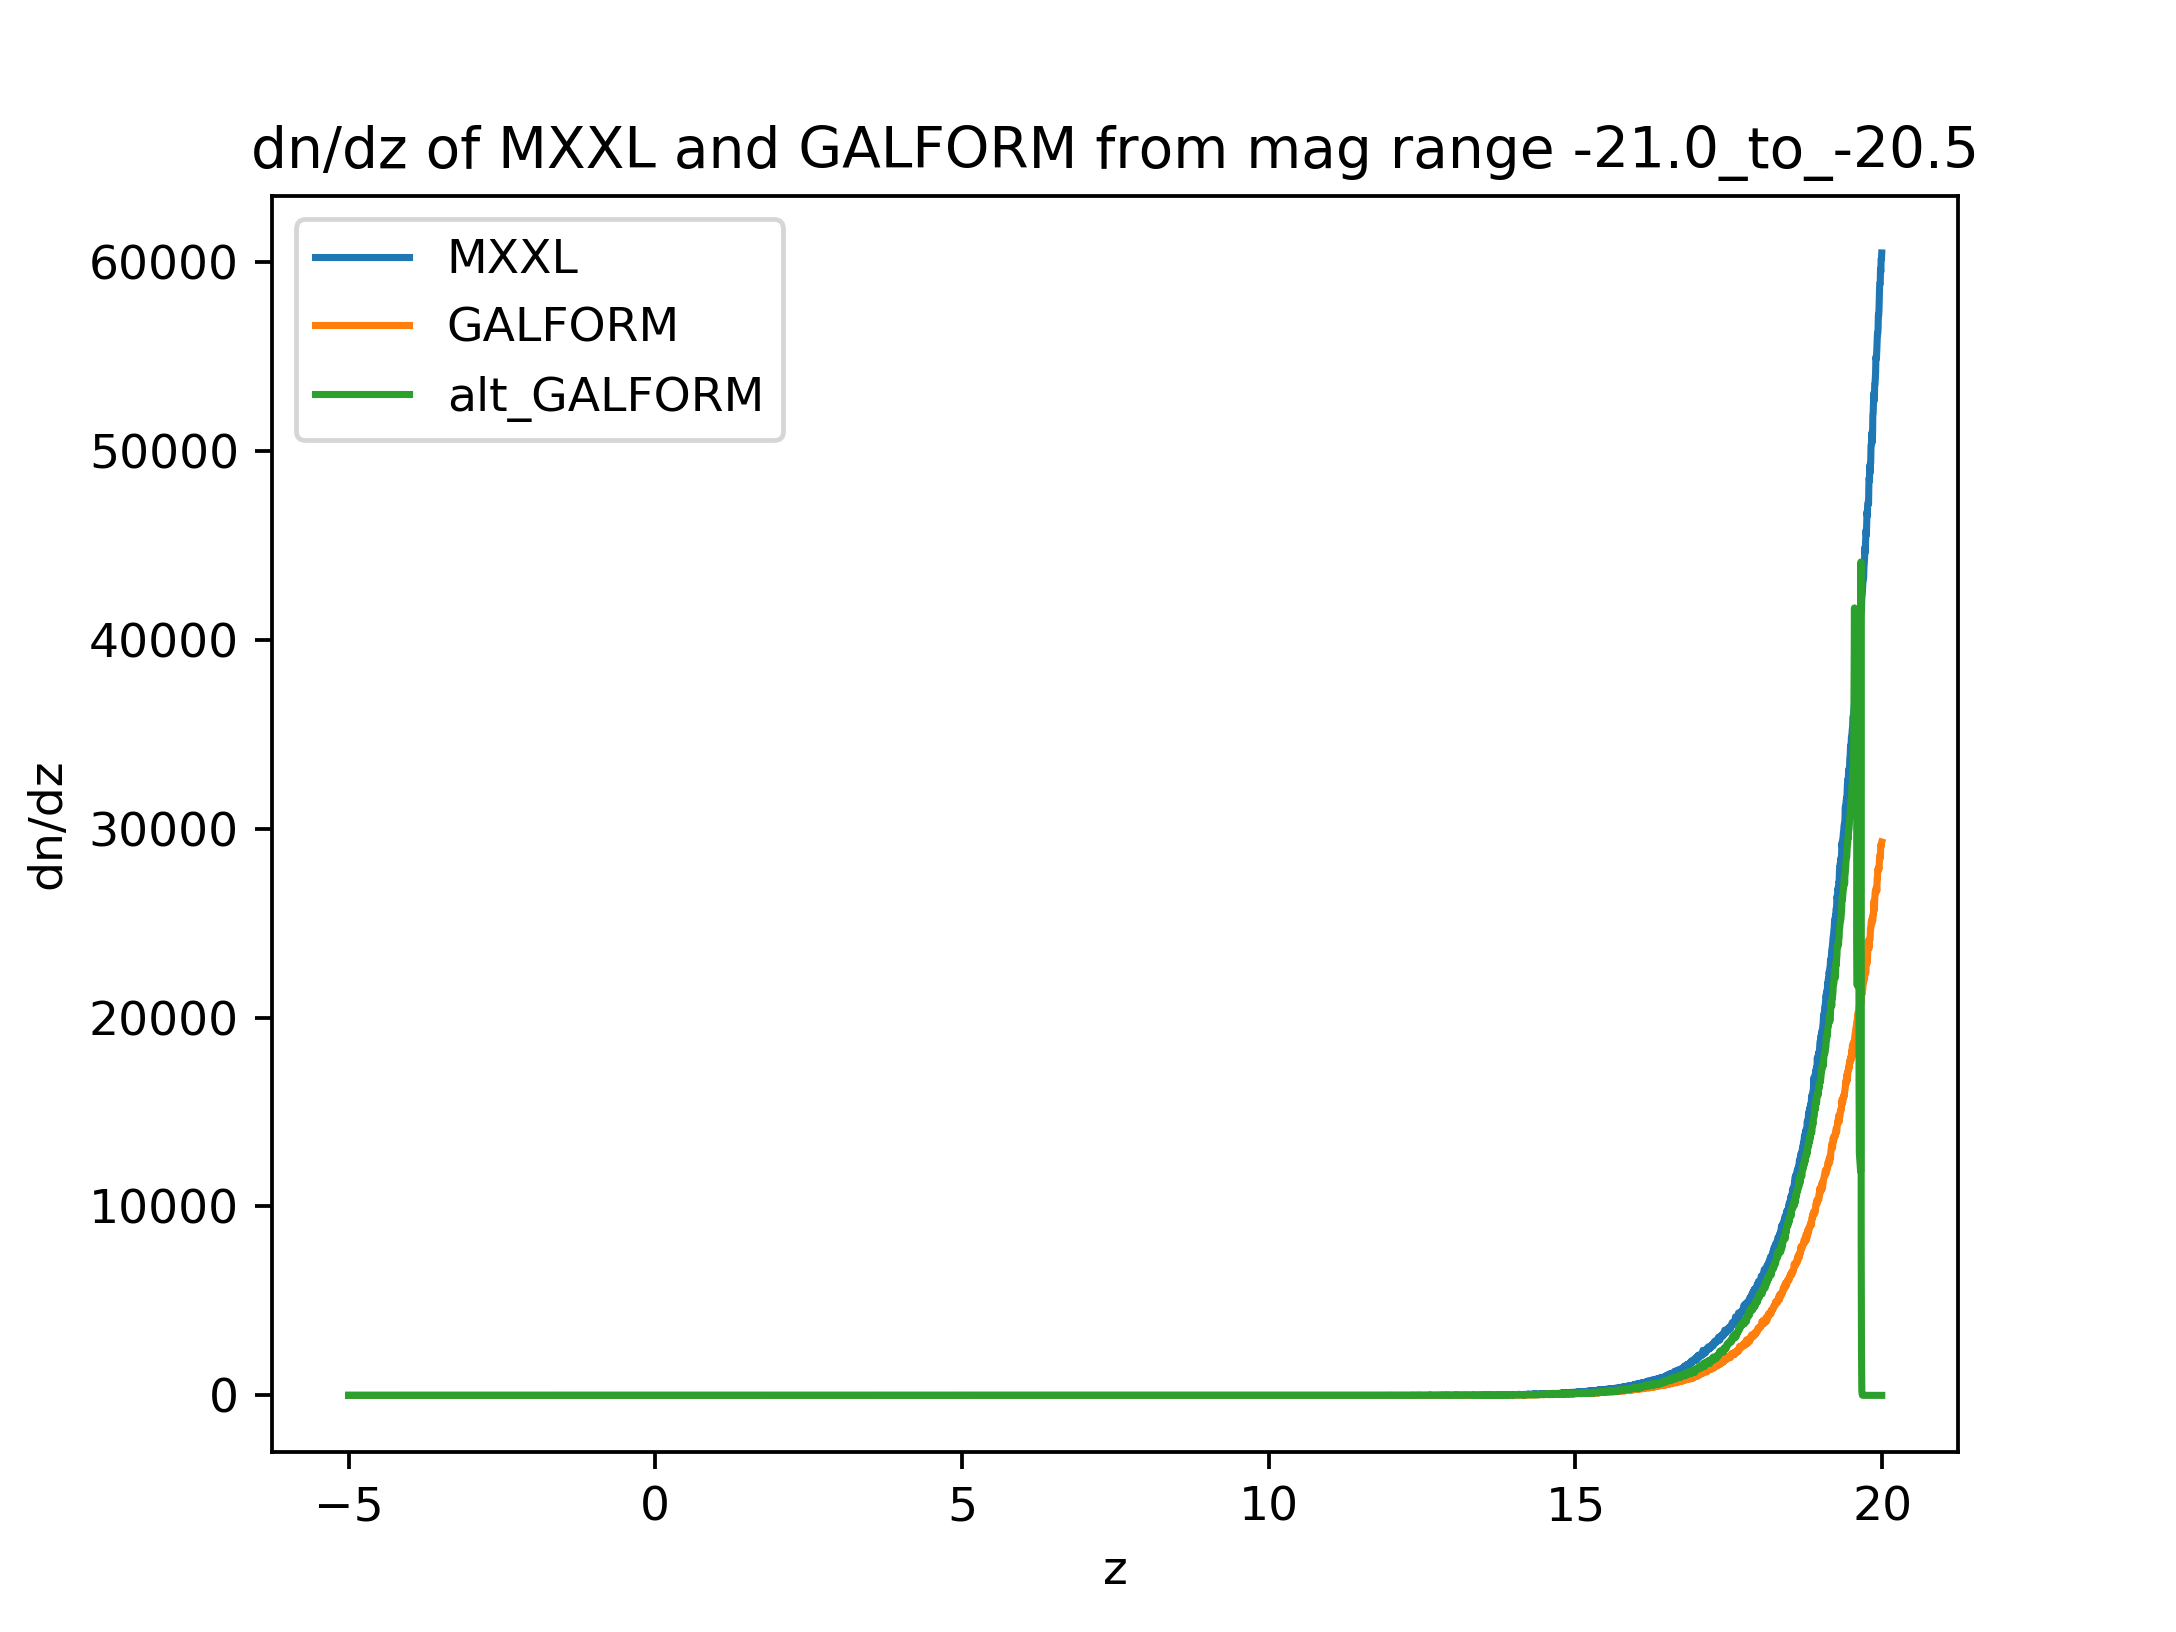 dn/dz of MXXL and GALFORM from mag range -21.0_to_-20.5
MXXL
GALFORM
alt_GALFORM
60000
50000
40000
30000
20000
10000
0
dn/dz
−5 0 5 10 15 20
z